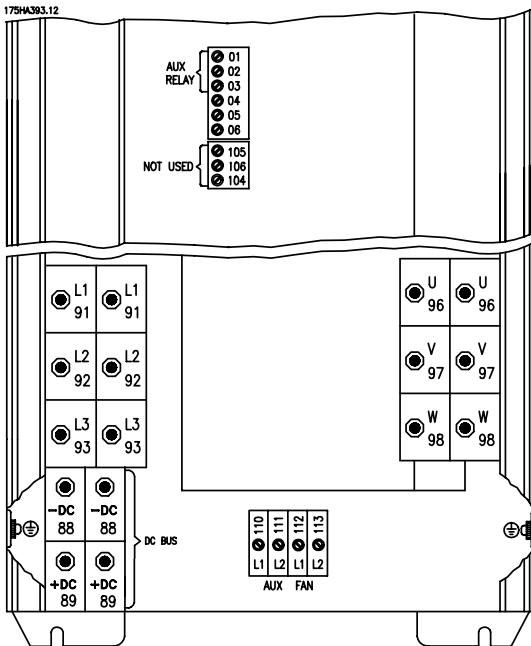 175HA393.12
AUX
RELAY
01
02
03
04
05
06
NOT USED
105
106
104
L1
91
L1
91
L2
92
L2
92
L3
93
L3
93
U
96
U
96
V
97
V
97
W
98
W
98
-DC
88
-DC
88
+DC
89
+DC
89
DC BUS
110
111
112
113
L1
L2
L1
L2
AUX FAN